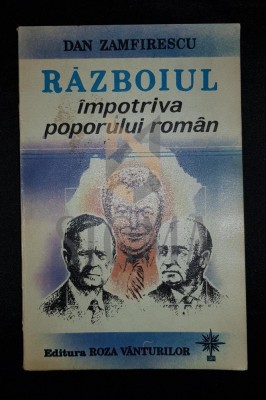 DAN ZAMFIRESCU
RĂZBOIUL
împotriva
poporului român
Editura ROZA VÂNTURILOR